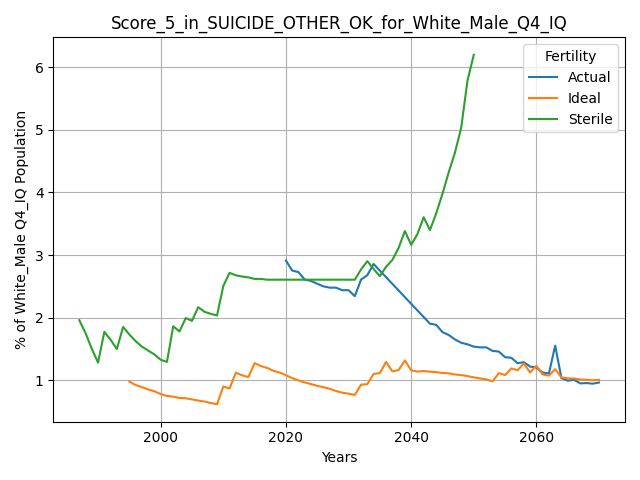 Score_5_in_SUICIDE_OTHER_OK_for_White_Male_Q4_IQ
Fertility
Actual
Ideal
Sterile
% of White_Male Q4_IQ Population
6
5
4
3
2
1
2000
2020
2040
2060
Years